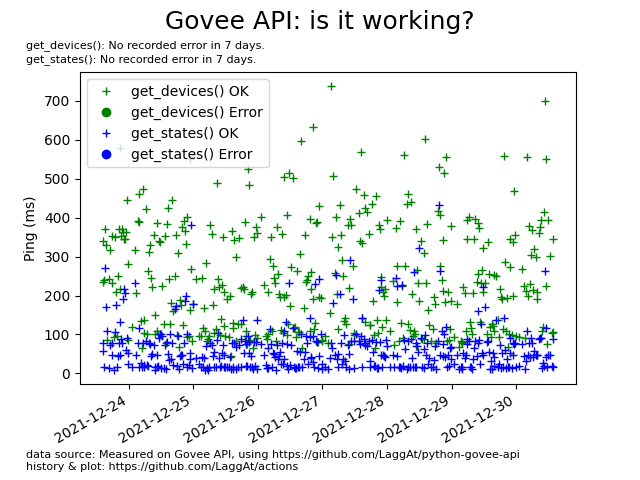 Govee API: is it working?
get_devices(): No recorded error in 7 days.
get_states(): No recorded error in 7 days.
get_devices() OK
get_devices() Error
get_states() OK
get_states() Error
Ping (ms)
700
600
500
400
300
200
100
0
2021-12-24
2021-12-25
2021-12-26
2021-12-27
2021-12-28
2021-12-29
2021-12-30
data source: Measured on Govee API, using https://github.com/LaggAt/python-govee-api
history & plot: https://github.com/LaggAt/actions